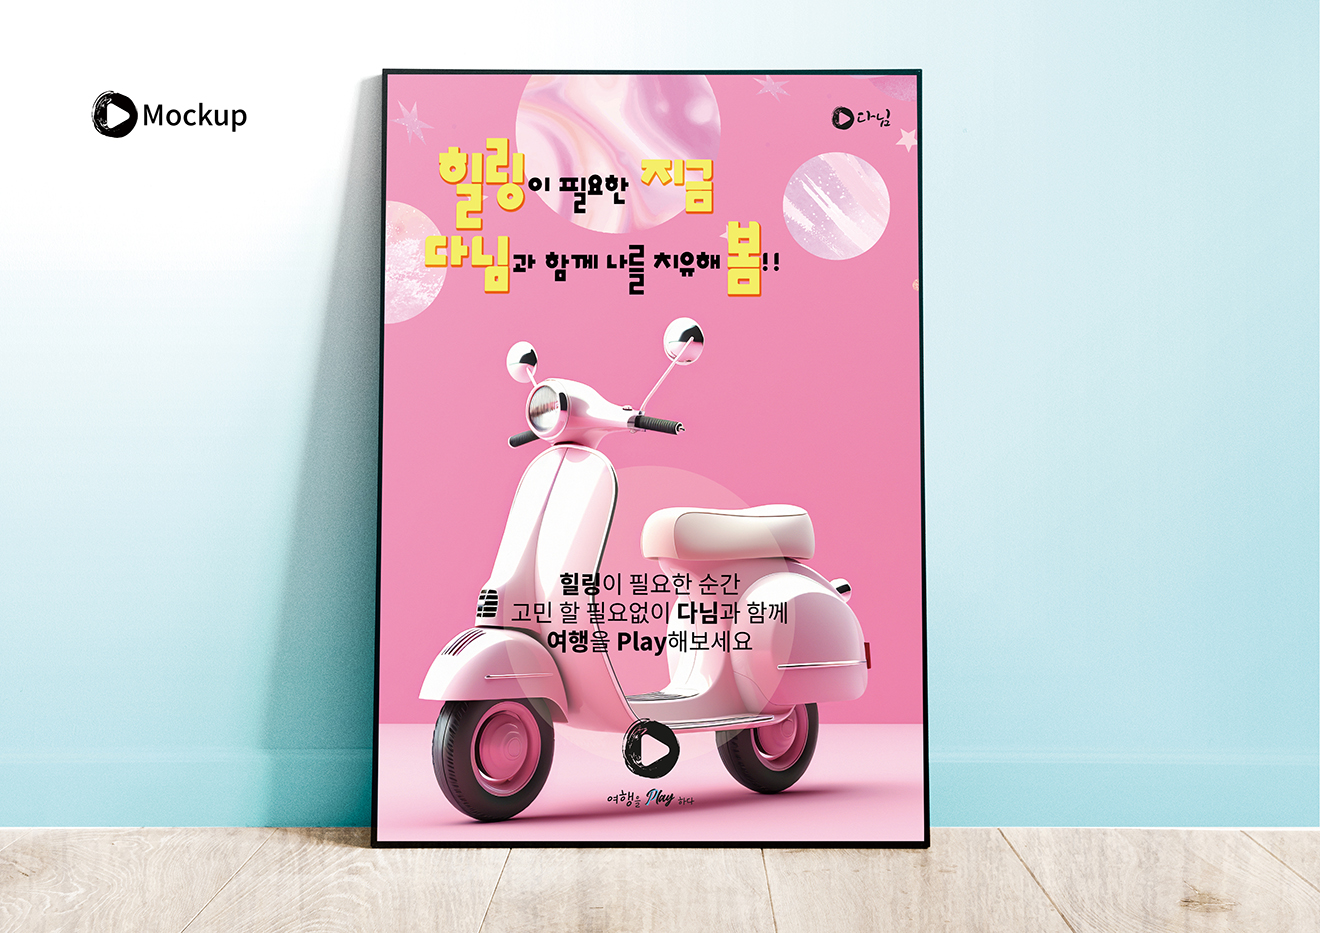 Mockup
다님
힐링이 필요한 지금
다님과 함께 나를 치유해 봄!!
힐링이 필요한 순간
고민 할 필요없이 다님과 함께
여행을 Play해보세요
여행을 Play 하다